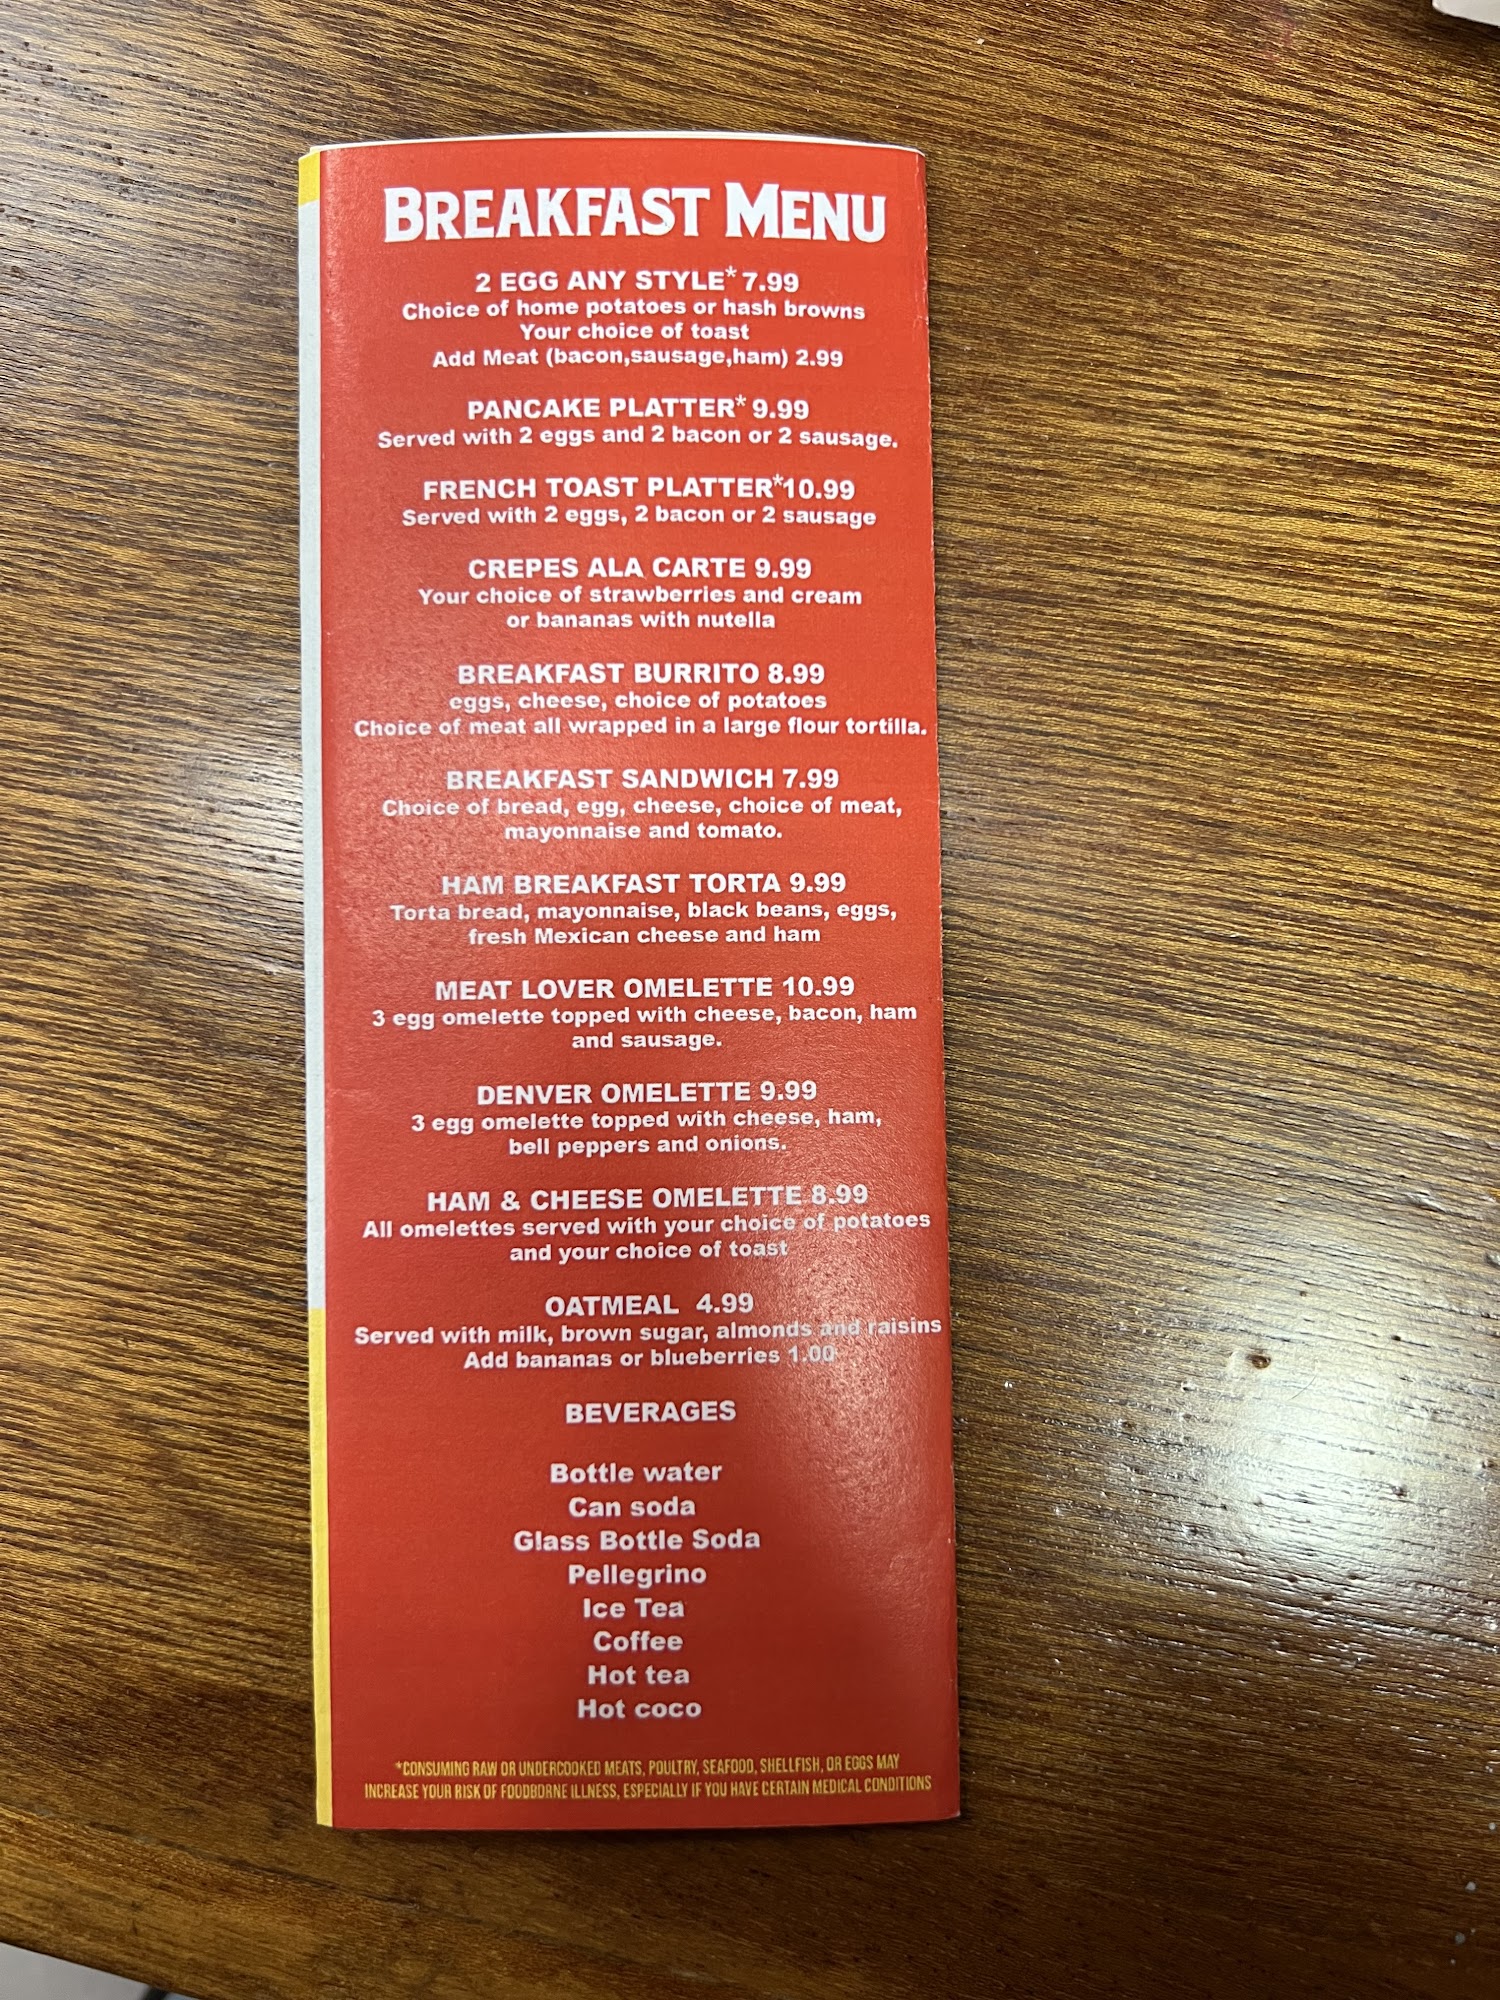 BREAKFAST MENU
2 EGG ANY STYLE* 7.99
Choice of home potatoes or hash browns
Your choice of toast
Add Meat (bacon,sausage,ham) 2.99
PANCAKE PLATTER* 9.99
Served with 2 eggs and 2 bacon or 2 sausage.
FRENCH TOAST PLATTER*10.99
Served with 2 eggs, 2 bacon or 2 sausage
CREPES ALA CARTE 9.99
Your choice of strawberries and cream
or bananas with nutella
BREAKFAST BURRITO 8.99
eggs, cheese, choice of potatoes
Choice of meat all wrapped in a large flour tortilla.
BREAKFAST SANDWICH 7.99
Choice of bread, egg, cheese, choice of meat,
mayonnaise and tomato.
HAM BREAKFAST TORTA 9.99
Torta bread, mayonnaise, black beans, eggs,
fresh Mexican cheese and ham
MEAT LOVER OMELETTE 10.99
3 egg omelette topped with cheese, bacon, ham
and sausage.
DENVER OMELETTE 9.99
3 egg omelette topped with cheese, ham,
bell peppers and onions.
HAM & CHEESE OMELETTE 8.99
All omelettes served with your choice of potatoes
and your choice of toast
OATMEAL 4.99
Served with milk, brown sugar, almonds and raisins
Add bananas or blueberries 1.00
BEVERAGES
Bottle water
Can soda
Glass Bottle Soda
Pellegrino
Ice Tea
Coffee
Hot tea
Hot coco
*CONSUMING RAW OR UNDERCOOKED MEATS, POULTRY, SEAFOOD, SHELLFISH, OR EGGS MAY
INCREASE YOUR RISK OF FOODBORNE ILLNESS, ESPECIALLY IF YOU HAVE CERTAIN MEDICAL CONDITIONS